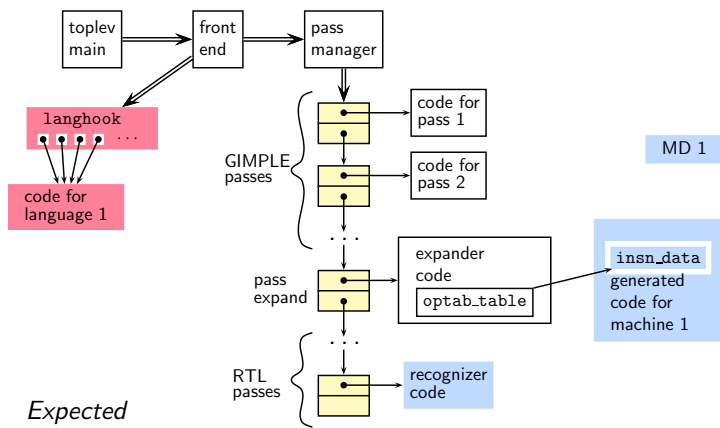 toplev
main
front
end
pass
manager
langhook
...
code for
language 1
GIMPLE
passes
code for
pass 1
code for
pass 2
MD 1
...
pass
expand
expander
code
optab_table
insn_data
generated
code for
machine 1
...
RTL
passes
recognizer
code
Expected